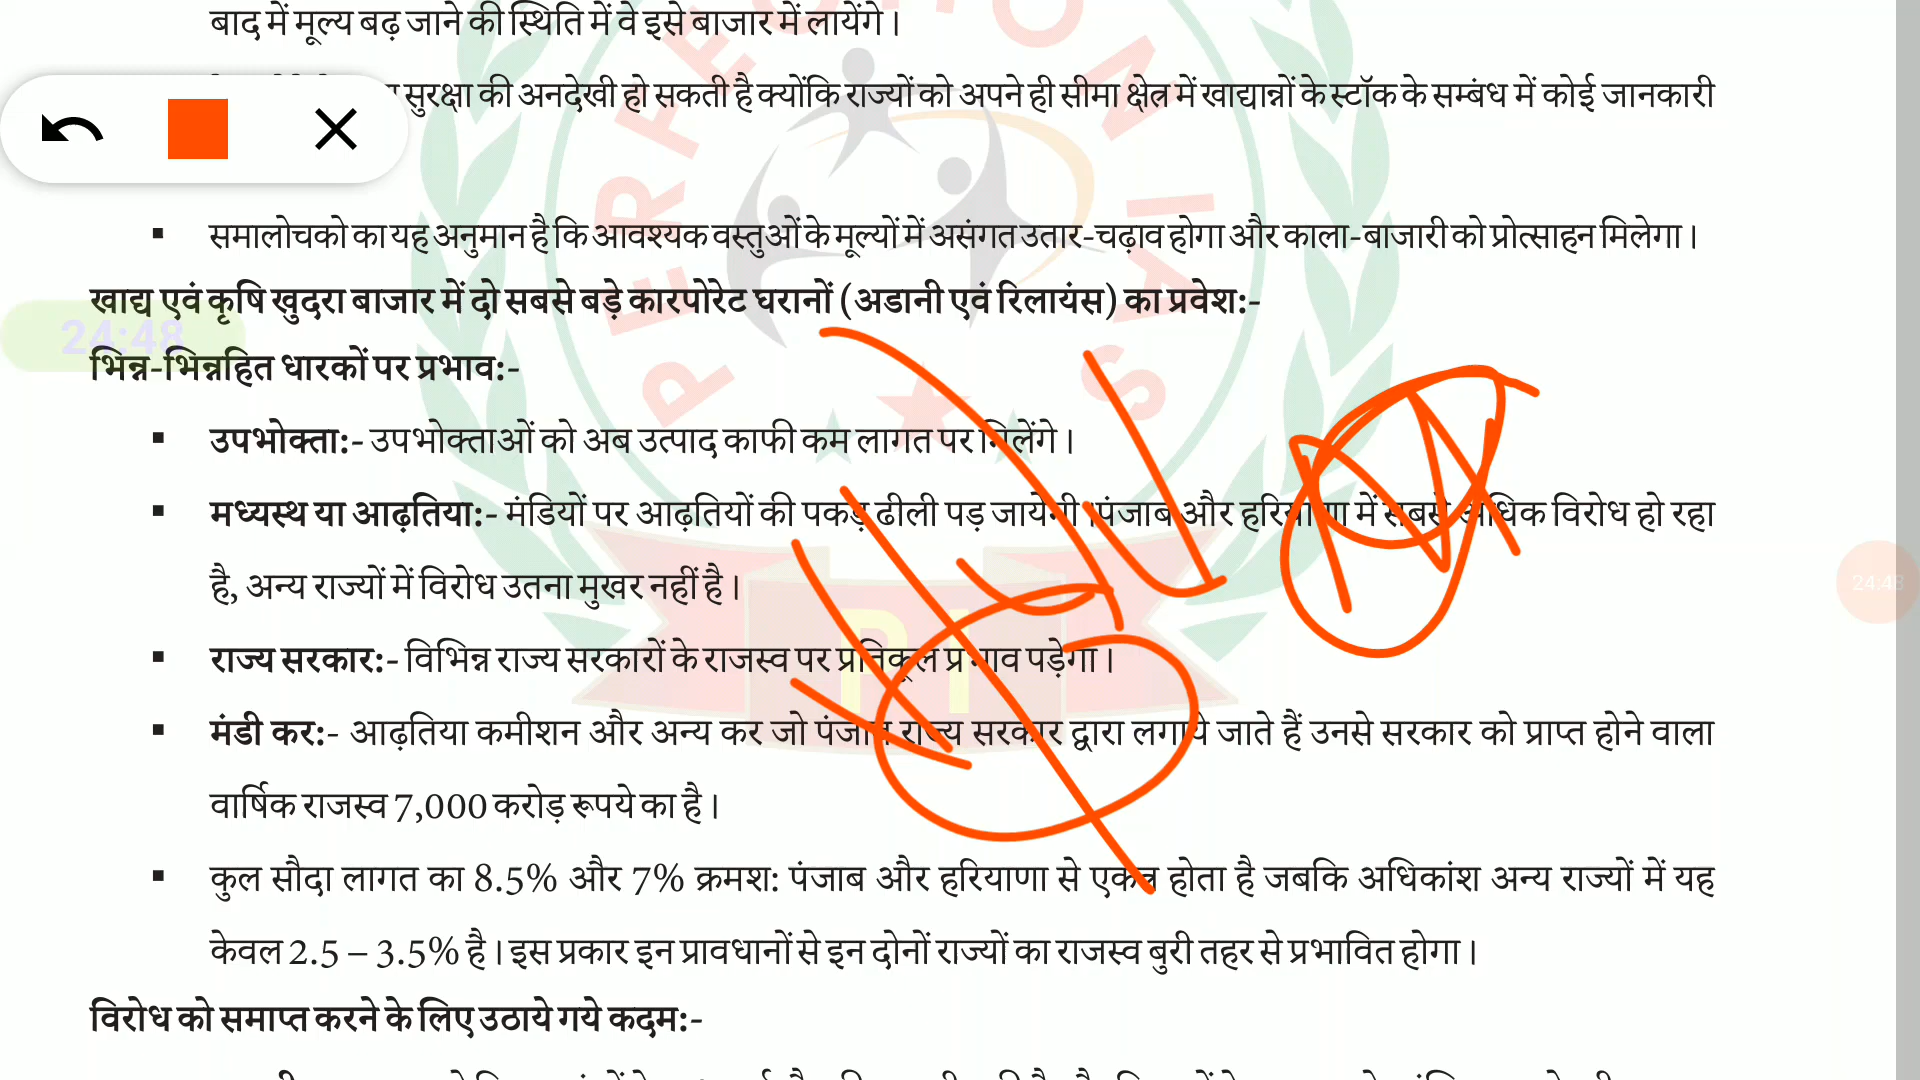 बाद में मूल्य बढ़ जाने की स्थिति में वे इसे बाजार में लायेंगे।
सुरक्षा की अनदेखी हो सकती है क्योंकि राज्यों को अपने ही सीमा क्षेत्र में खाद्यान्नों के स्टॉक के सम्बंध में कोई जानकारी
▪ समालोचको का यह अनुमान है कि आवश्यक वस्तुओं के मूल्यों में असंगत उतार-चढ़ाव होगा और काला-बाजारी को प्रोत्साहन मिलेगा।
खाद्य एवं कृषि खुदरा बाजार में दो सबसे बड़े कारपोरेट घरानों (अडानी एवं रिलायंस) का प्रवेश:-
24:48
भिन्न-भिन्नहित धारकों पर प्रभाव:-
▪ उपभोक्ता:- उपभोक्ताओं को अब उत्पाद काफी कम लागत पर मिलेंगे।
▪ मध्यस्थ या आढ़तिया:- मंडियों पर आढ़तियों की पकड़ ढीली पड़ जायेगी।पंजाब और हरियाणा में सबसे अधिक विरोध हो रहा
है, अन्य राज्यों में विरोध उतना मुखर नहीं है।
24:48
▪ राज्य सरकार:- विभिन्न राज्य सरकारों के राजस्व पर प्रतिकूल प्रभाव पड़ेगा।
▪ मंडी कर:- आढ़तिया कमीशन और अन्य कर जो पंजाब राज्य सरकार द्वारा लगाये जाते हैं उनसे सरकार को प्राप्त होने वाला
वार्षिक राजस्व 7,000 करोड़ रूपये का है।
▪ कुल सौदा लागत का 8.5% और 7% क्रमश: पंजाब और हरियाणा से एकत्र होता है जबकि अधिकांश अन्य राज्यों में यह
केवल 2.5 – 3.5% है। इस प्रकार इन प्रावधानों से इन दोनों राज्यों का राजस्व बुरी तहर से प्रभावित होगा।
विरोध को समाप्त करने के लिए उठाये गये कदम:-